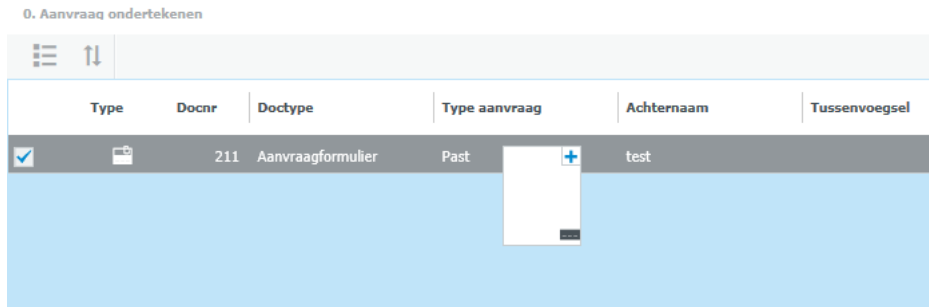 0. Aanvraag ondertekenen
Type Docnr Doctype Type aanvraag Achternaam Tussenvoegsel
211 Aanvraagformulier Past test
---